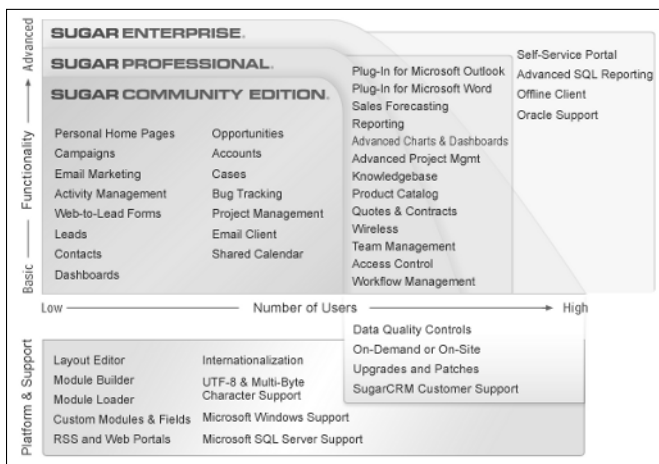 SUGAR ENTERPRISE.
SUGAR PROFESSIONAL.
SUGAR COMMUNITY EDITION.
Personal Home Pages
Campaigns
Email Marketing
Activity Management
Web-to-Lead Forms
Leads
Contacts
Dashboards
Opportunities
Accounts
Cases
Bug Tracking
Project Management
Email Client
Shared Calendar
Plug-In for Microsoft Outlook
Plug-In for Microsoft Word
Sales Forecasting
Reporting
Advanced Charts & Dashboards
Advanced Project Mgmt
Knowledgebase
Product Catalog
Quotes & Contracts
Wireless
Team Management
Access Control
Workflow Management
Self-Service Portal
Advanced SQL Reporting
Offline Client
Oracle Support
Basic Functionality Advanced
Low Number of Users High
Data Quality Controls
On-Demand or On-Site
Upgrades and Patches
SugarCRM Customer Support
Platform & Support
Layout Editor
Module Builder
Module Loader
Custom Modules & Fields
RSS and Web Portals
Internationalization
UTF-8 & Multi-Byte
Character Support
Microsoft Windows Support
Microsoft SQL Server Support